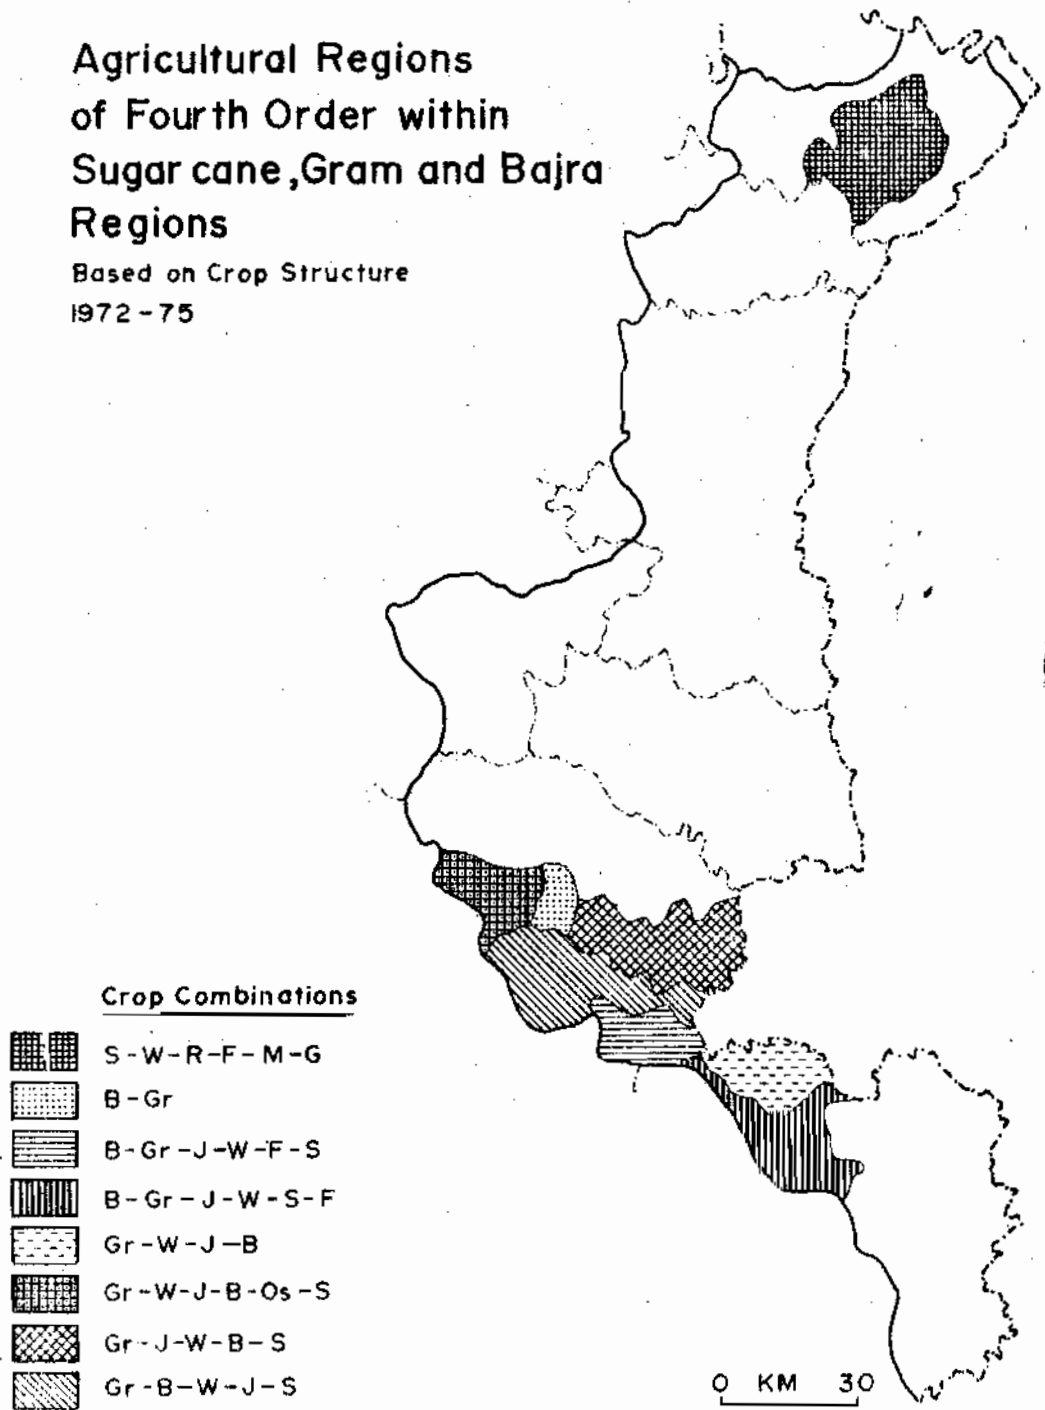 Agricultural Regions
of Fourth Order within
Sugar cane, Gram and Bajra
Regions
Based on Crop Structure
1972-75
Crop Combinations
S-W-R-F-M-G
B-Gr
B-Gr-J-W-F-S
B-Gr-J-W-S-F
Gr-W-J-B
Gr-W-J-B-Os-S
Gr-J-W-B-S
Gr-B-W-J-S
0 KM 30